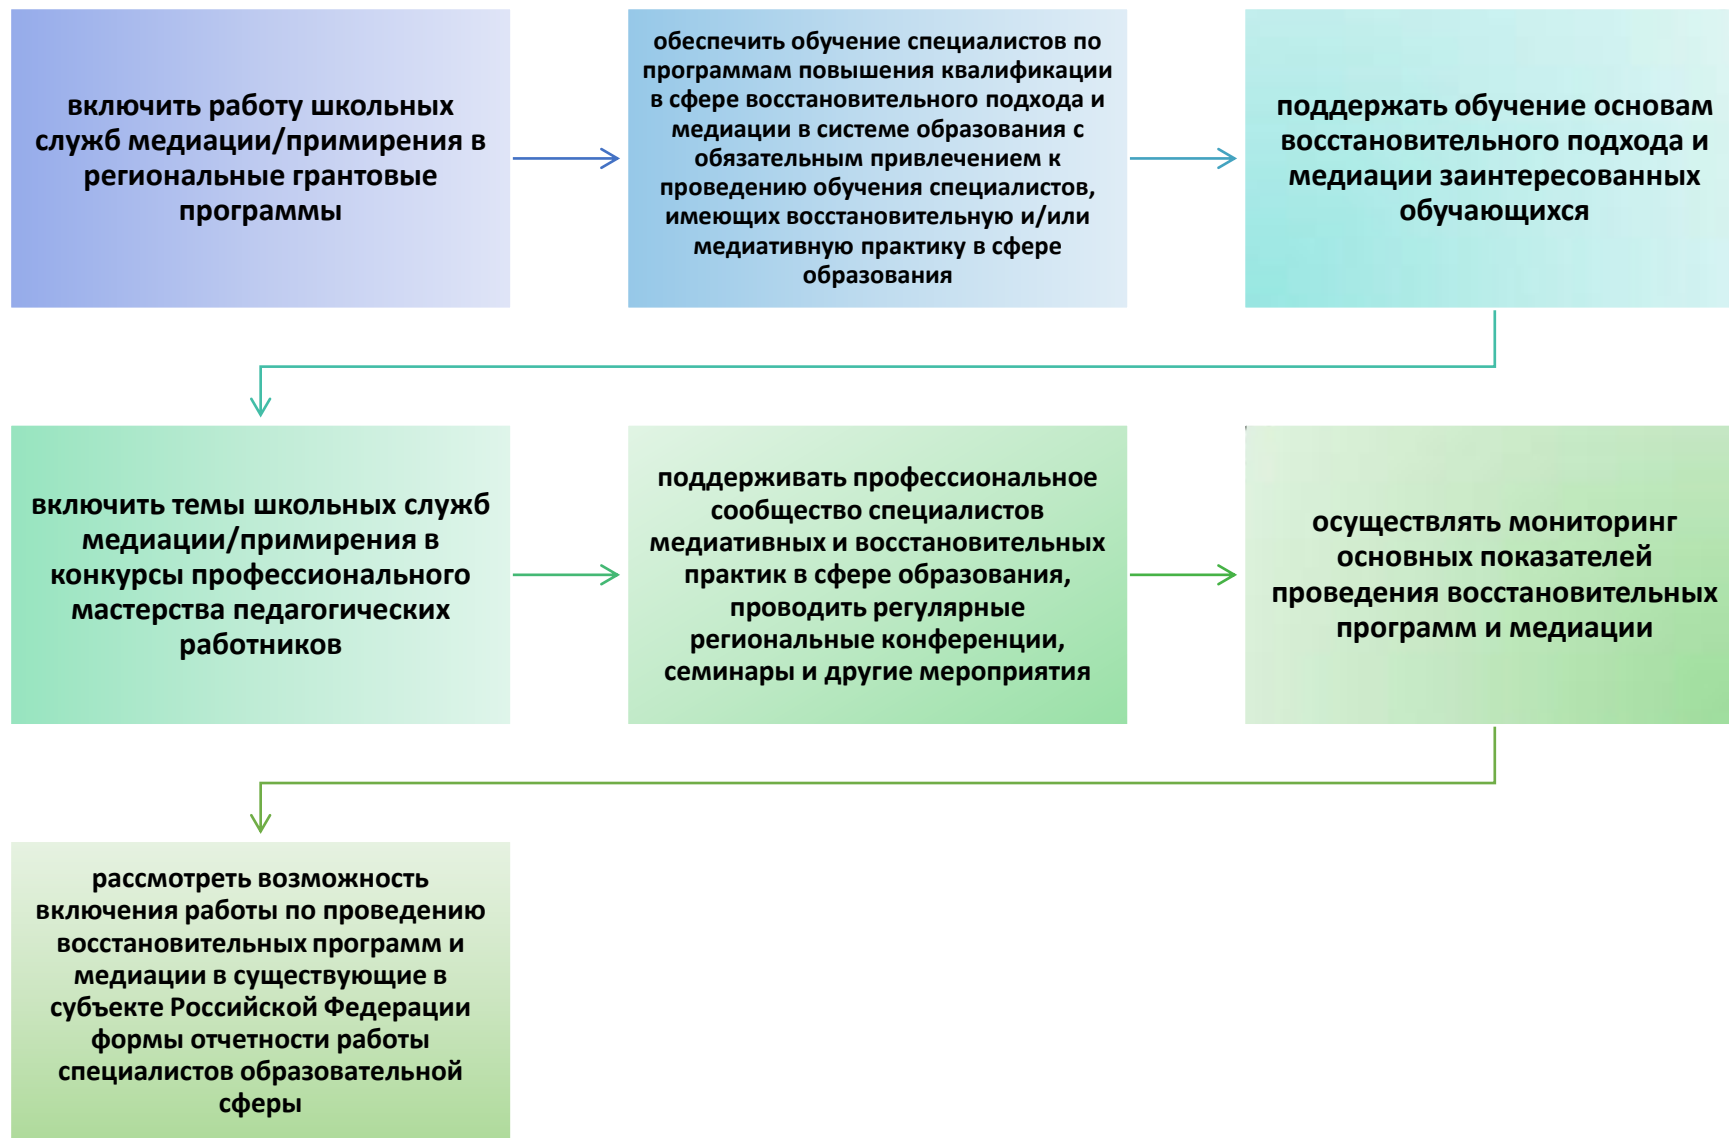 включить работу школьных
служб медиации/примирения в
региональные грантовые
программы
обеспечить обучение специалистов по
программам повышения квалификации
в сфере восстановительного подхода и
медиации в системе образования с
обязательным привлечением к
проведению обучения специалистов,
имеющих восстановительную и/или
медиативную практику в сфере
образования
поддержать обучение основам
восстановительного подхода и
медиации заинтересованных
обучающихся
включить темы школьных служб
медиации/примирения в
конкурсы профессионального
мастерства педагогических
работников
поддерживать профессиональное
сообщество специалистов
медиативных и восстановительных
практик в сфере образования,
проводить регулярные
региональные конференции,
семинары и другие мероприятия
осуществлять мониторинг
основных показателей
проведения восстановительных
программ и медиации
рассмотреть возможность
включения работы по проведению
восстановительных программ и
медиации в существующие в
субъекте Российской Федерации
формы отчетности работы
специалистов образовательной
сферы